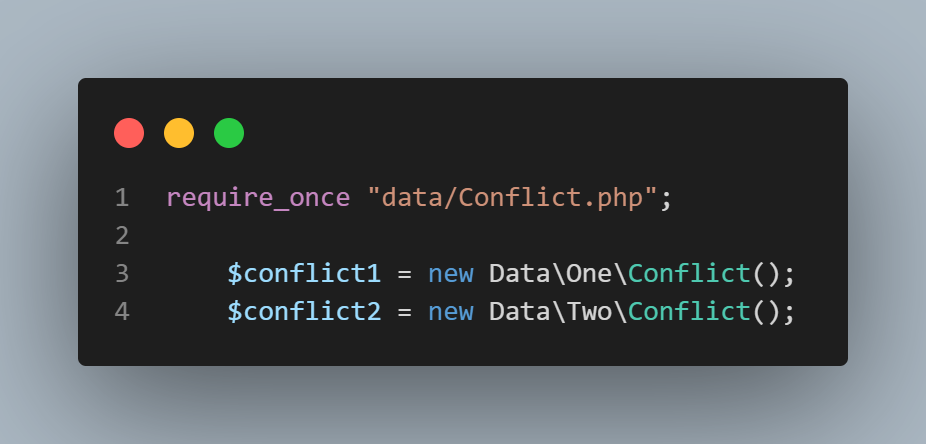 1 require_once "data/Conflict.php";
2
3 $conflict1 = new Data\One\Conflict();
4 $conflict2 = new Data\Two\Conflict();